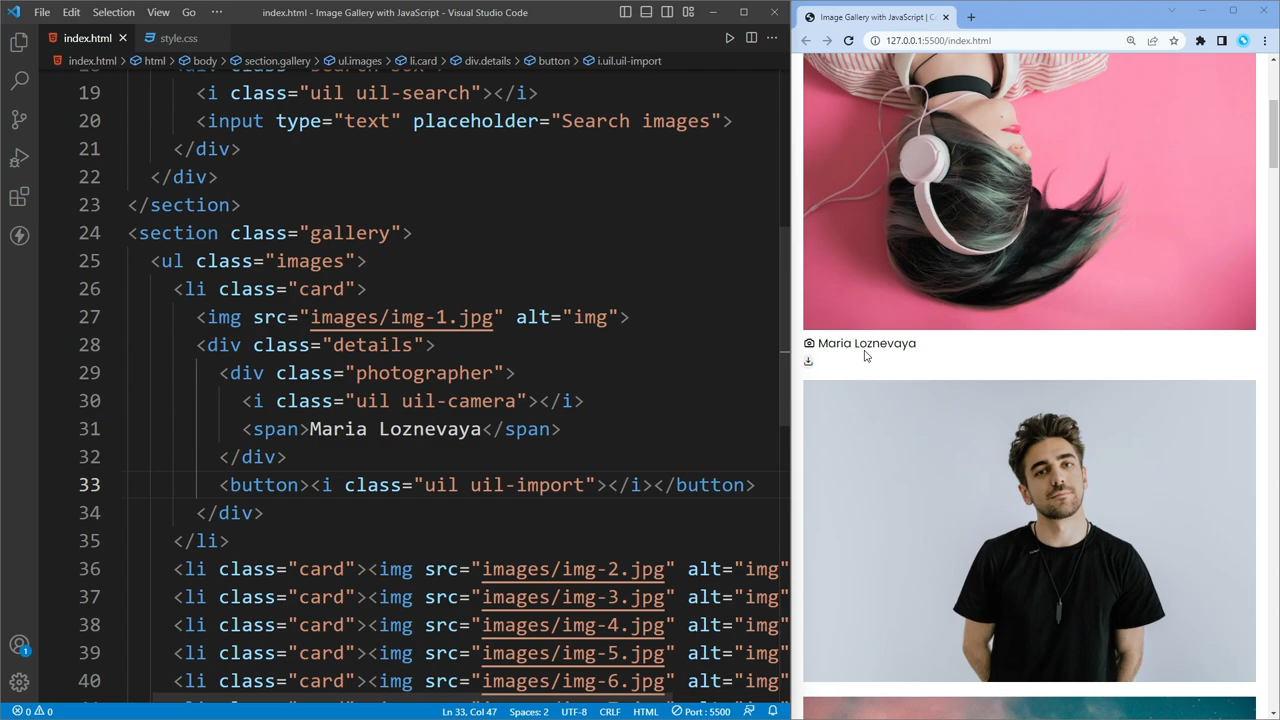 File Edit Selection View Go ··· index.html - Image Gallery with JavaScript - Visual Studio Code
index.html style.css
html
li.card div.details button i.uil.uil-import
19 <i class="uil uil-search"></i>
20 <input type="text" placeholder="Search images">
21 </div>
22 </div>
23 </section>
24 <section class="gallery">
25 <ul class="images">
26 <li class="card">
27 <img src="images/img-1.jpg" alt="img">
28 <div class="details">
29 <div class="photographer">
30 <i class="uil uil-camera"></i>
31 <span>Maria Loznevaya</span>
32 </div>
33 <button><i class="uil uil-import"></i></button>
34 </div>
35 </li>
36 <li class="card"><img src="images/img-2.jpg" alt="img"
37 <li class="card"><img src="images/img-3.jpg" alt="img"
38 <li class="card"><img src="images/img-4.jpg" alt="img"
39 <li class="card"><img src="images/img-5.jpg" alt="img"
40 <li class="card"><img src="images/img-6.jpg" alt="img"
1
0 0 Ln 33, Col 47 Spaces: 2 UTF-8 CRLF HTML Port : 5500
Image Gallery with JavaScript |
127.0.0.1:5500/index.html
Maria Loznevaya